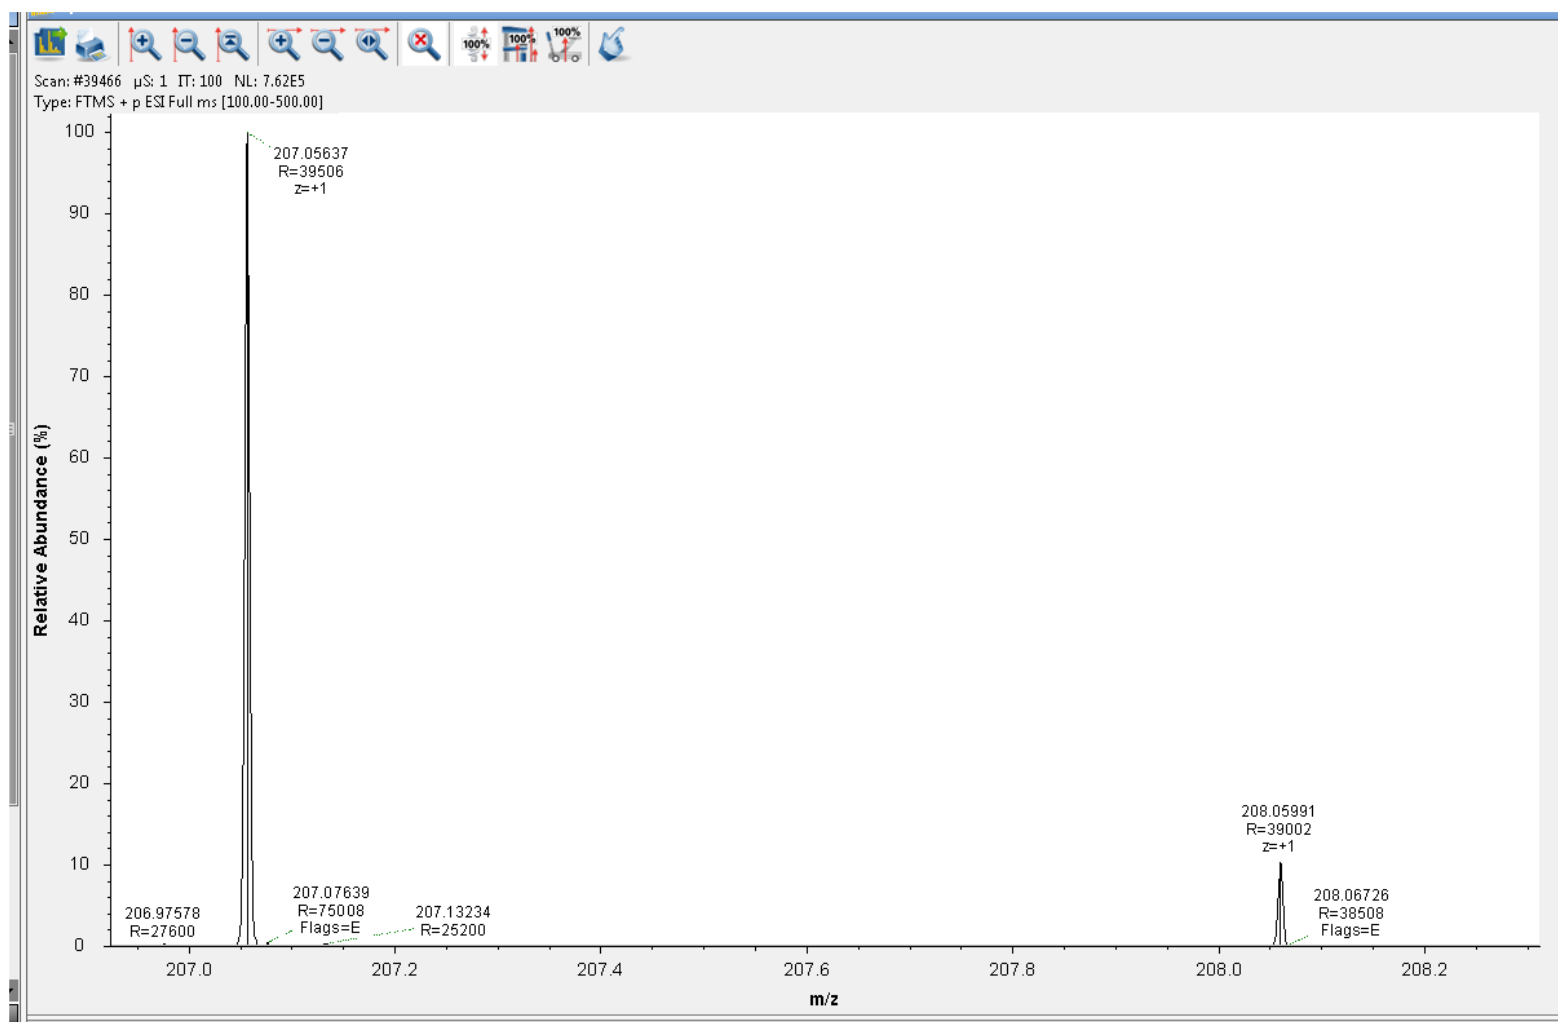 100%
100%
100%
Scan: #39466 µS: 1 IT: 100 NL: 7.62E5
Type: FTMS + p ESI Full ms [100.00-500.00]
100
90
80
70
60
50
40
30
20
10
0
Relative Abundance (%)
207.05637
R=39506
z=+1
206.97578
R=27600
207.07639
R=75008
Flags=E
207.13234
R=25200
208.05991
R=39002
z=+1
208.06726
R=38508
Flags=E
207.0
207.2
207.4
207.6
207.8
208.0
208.2
m/z